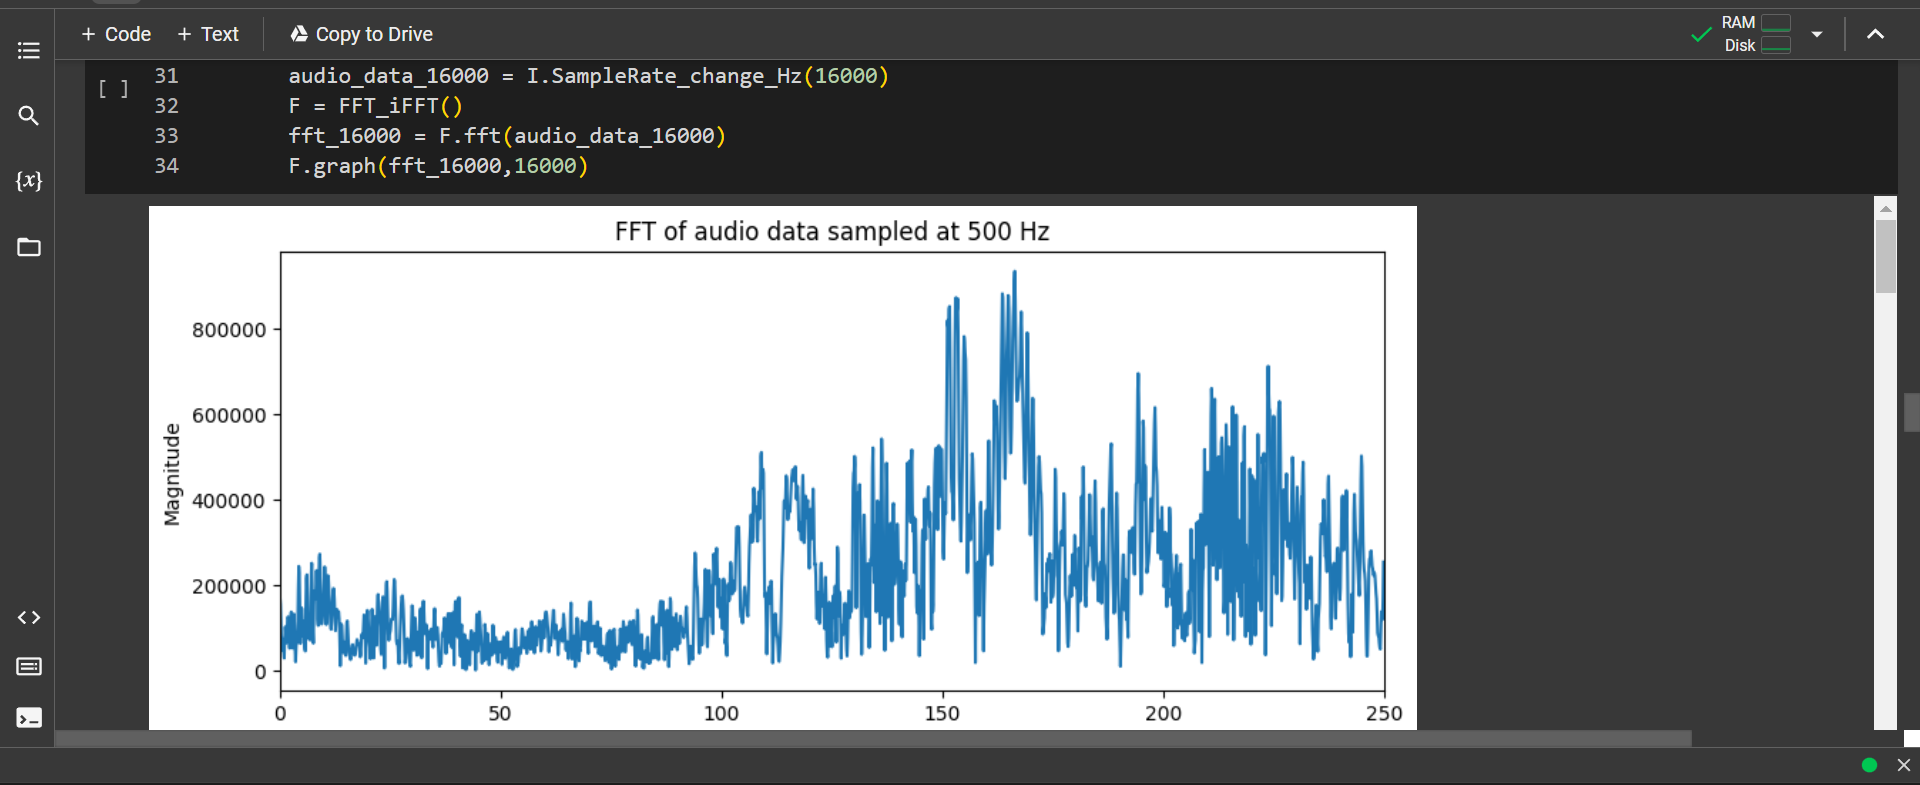 + Code + Text Copy to Drive RAM
Disk
[ ] 31 audio_data_16000 = I.SampleRate_change_Hz(16000)
32 F = FFT_iFFT()
33 fft_16000 = F.fft(audio_data_16000)
34 F.graph(fft_16000,16000)
{x}
FFT of audio data sampled at 500 Hz
Magnitude
800000
600000
400000
200000
0
0 50 100 150 200 250